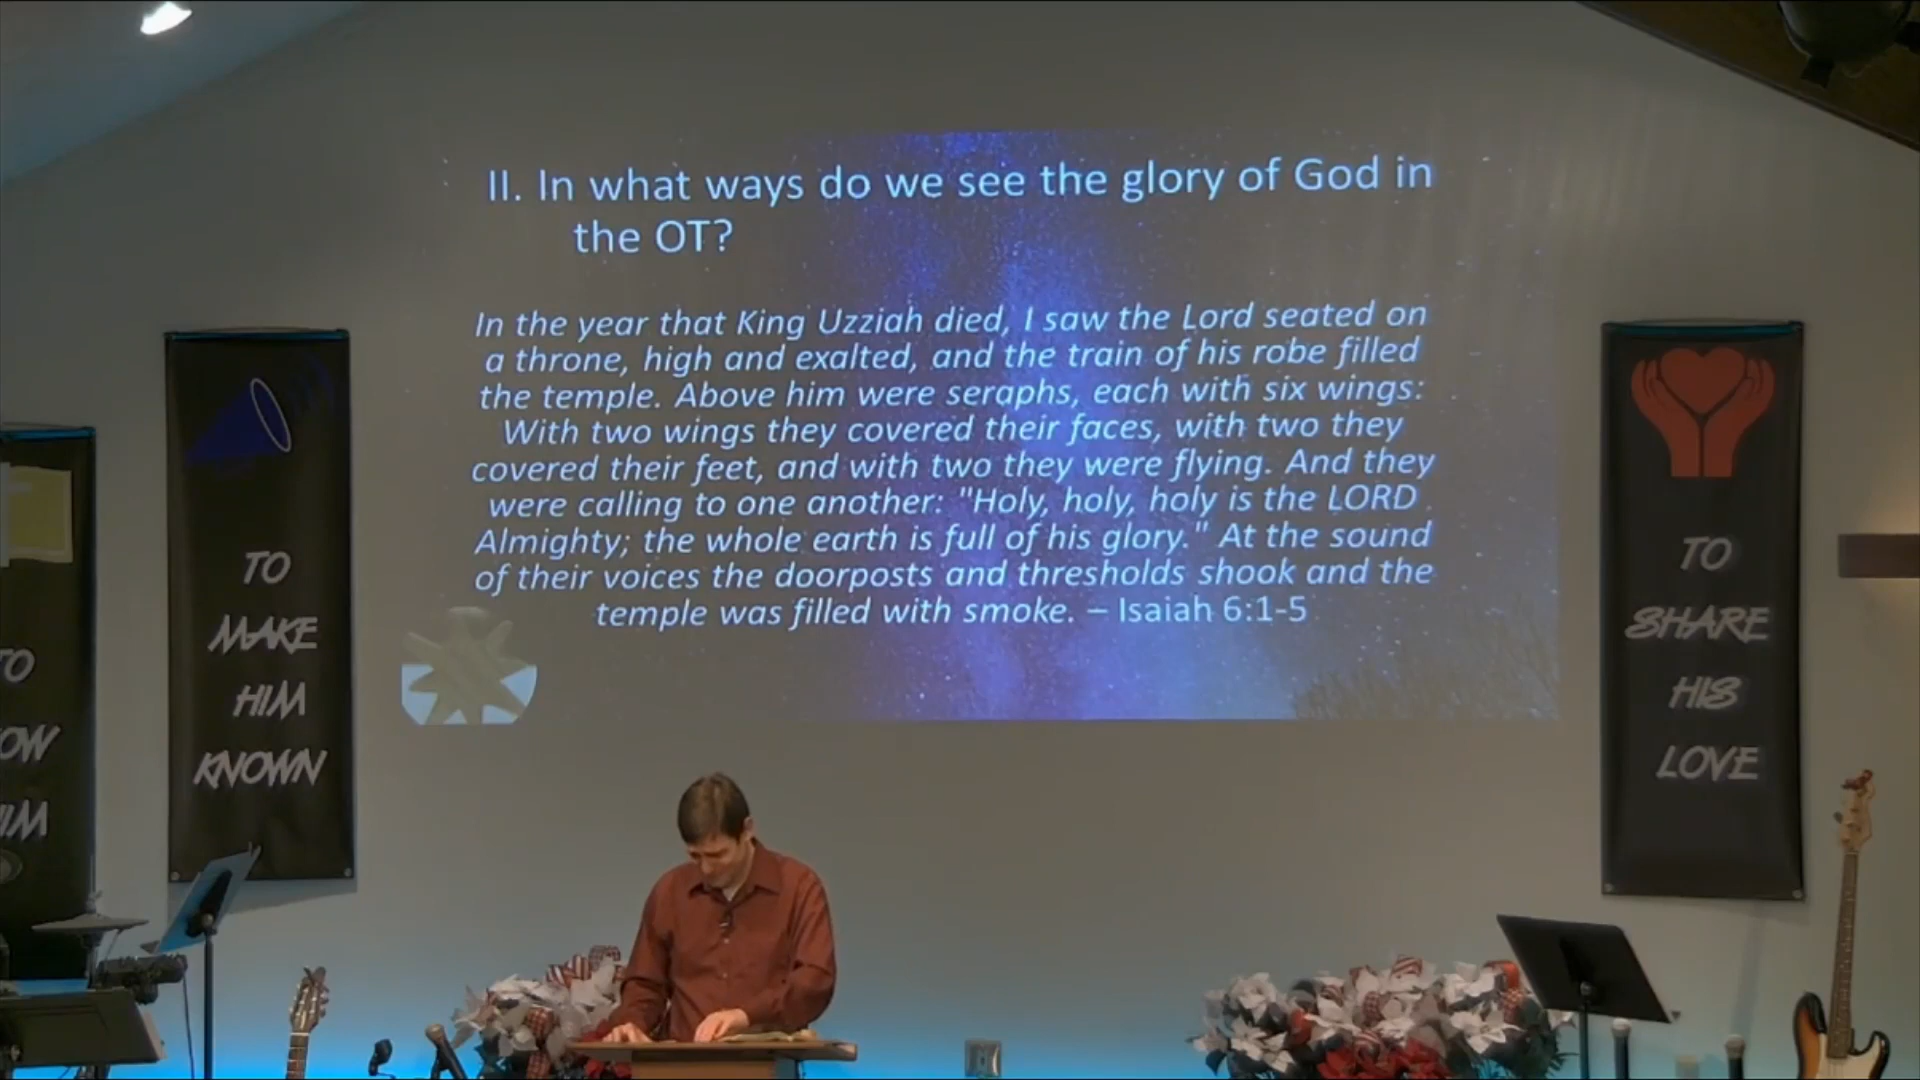 II. In what ways do we see the glory of God in
the OT?
In the year that King Uzziah died, I saw the Lord seated on
a throne, high and exalted, and the train of his robe filled
the temple. Above him were seraphs, each with six wings:
With two wings they covered their faces, with two they
covered their feet, and with two they were flying. And they
were calling to one another: "Holy, holy, holy is the LORD
Almighty; the whole earth is full of his glory." At the sound
of their voices the doorposts and thresholds shook and the
temple was filled with smoke. – Isaiah 6:1-5
TO
MAKE
HIM
KNOWN
TO
SHARE
HIS
LOVE